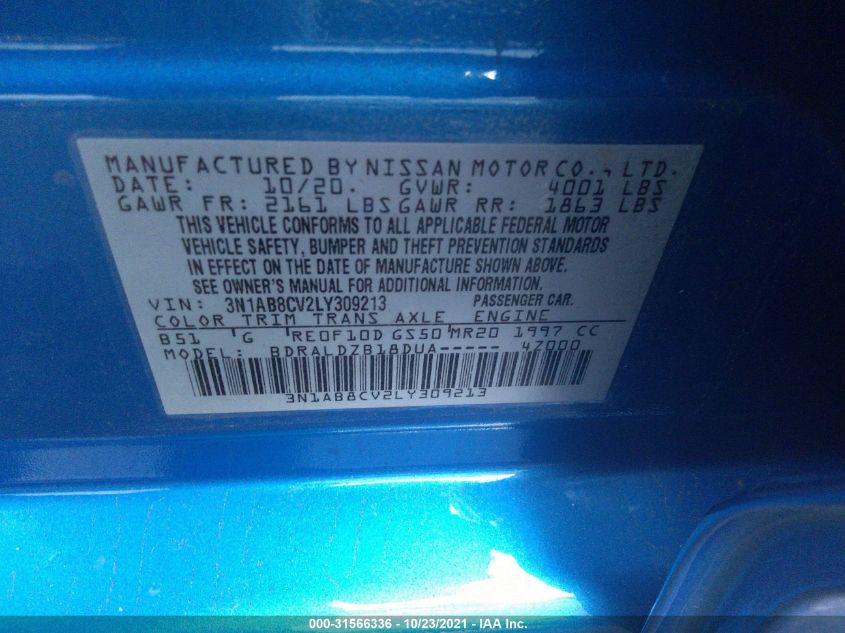 MANUFACTURED BY NISSAN MOTOR CO., LTD.
DATE: 10/20. GVWR: 4001 LBS
GAWR FR: 2161 LBS GAWR RR: 1863 LBS
THIS VEHICLE CONFORMS TO ALL APPLICABLE FEDERAL MOTOR
VEHICLE SAFETY, BUMPER AND THEFT PREVENTION STANDARDS
IN EFFECT ON THE DATE OF MANUFACTURE SHOWN ABOVE.
SEE OWNER'S MANUAL FOR ADDITIONAL INFORMATION.
VIN: 3N1AB8CV2LY309213 PASSENGER CAR.
COLOR TRIM TRANS AXLE ENGINE
B51 G RE0F10D GS50 MR20 1997 CC
MODEL: BDRALDZB18DUA----- 47000
3N1AB8CV2LY309213
000-31566336 - 10/23/2021 - IAA Inc.